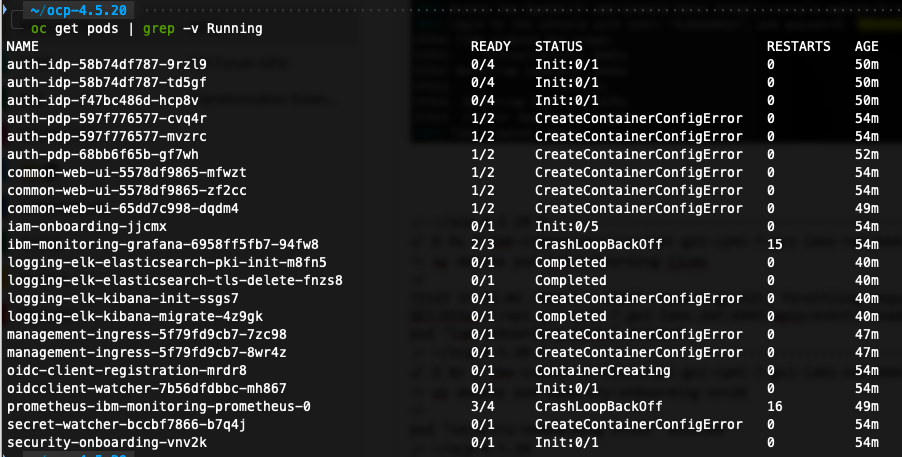 ~/ocp-4.5.20
oc get pods | grep -v Running
NAME READY STATUS RESTARTS AGE
auth-idp-58b74df787-9rzl9 0/4 Init:0/1 0 50m
auth-idp-58b74df787-td5gf 0/4 Init:0/1 0 50m
auth-idp-f47bc486d-hcp8v 0/4 Init:0/1 0 50m
auth-pdp-597f776577-cvq4r 1/2 CreateContainerConfigError 0 54m
auth-pdp-597f776577-mvzrc 1/2 CreateContainerConfigError 0 54m
auth-pdp-68bb6f65b-gf7wh 1/2 CreateContainerConfigError 0 52m
common-web-ui-5578df9865-mfwzt 1/2 CreateContainerConfigError 0 54m
common-web-ui-5578df9865-zf2cc 1/2 CreateContainerConfigError 0 54m
common-web-ui-65dd7c998-dqdm4 1/2 CreateContainerConfigError 0 49m
iam-onboarding-jjcmx 0/1 Init:0/5 0 54m
ibm-monitoring-grafana-6958ff5fb7-94fw8 2/3 CrashLoopBackOff 15 54m
logging-elk-elasticsearch-pki-init-m8fn5 0/1 Completed 0 40m
logging-elk-elasticsearch-tls-delete-fnzs8 0/1 Completed 0 40m
logging-elk-kibana-init-ssgs7 0/1 CreateContainerConfigError 0 40m
logging-elk-kibana-migrate-4z9gk 0/1 Completed 0 40m
management-ingress-5f79fd9cb7-7zc98 0/1 CreateContainerConfigError 0 47m
management-ingress-5f79fd9cb7-8wr4z 0/1 CreateContainerConfigError 0 47m
oidc-client-registration-mrdr8 0/1 ContainerCreating 0 54m
oidcclient-watcher-7b56dfdbbc-mh867 0/1 Init:0/1 0 54m
prometheus-ibm-monitoring-prometheus-0 3/4 CrashLoopBackOff 16 49m
secret-watcher-bccbf7866-b7q4j 0/1 CreateContainerConfigError 0 54m
security-onboarding-vnv2k 0/1 Init:0/1 0 54m